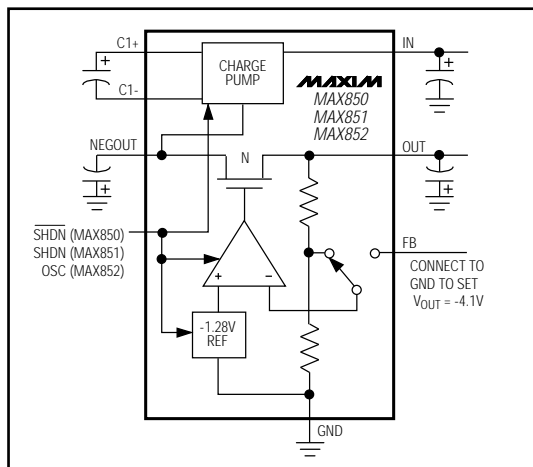 C1+
C1-
CHARGE
PUMP
IN
+
+
MAXIM
MAX850
MAX851
MAX852
NEGOUT
N
OUT
+
+
SHDN (MAX850)
SHDN (MAX851)
OSC (MAX852)
+
-
FB
CONNECT TO
GND TO SET
VOUT = -4.1V
-1.28V
REF
GND